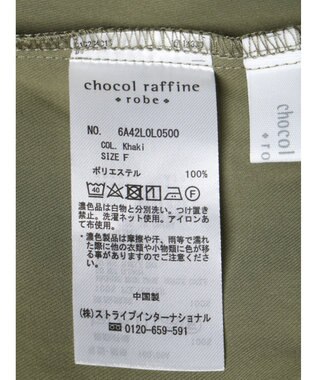 chocol raffine
robe
NO. 6A42L0L0500
COL. Khaki
SIZE F
ポリエステル 100%
40
F
濃色品は白物と分別洗い。つけ置き
禁止。洗濯ネット使用。アイロンあ
て布使用。
濃色製品は摩擦や汗、雨等で濡れ
た際に他の衣類や小物類に色が移
る事がありますのでご注意下さい。
中国製
(株)ストライプインターナショナル
☎0120-659-591
chocol
ro